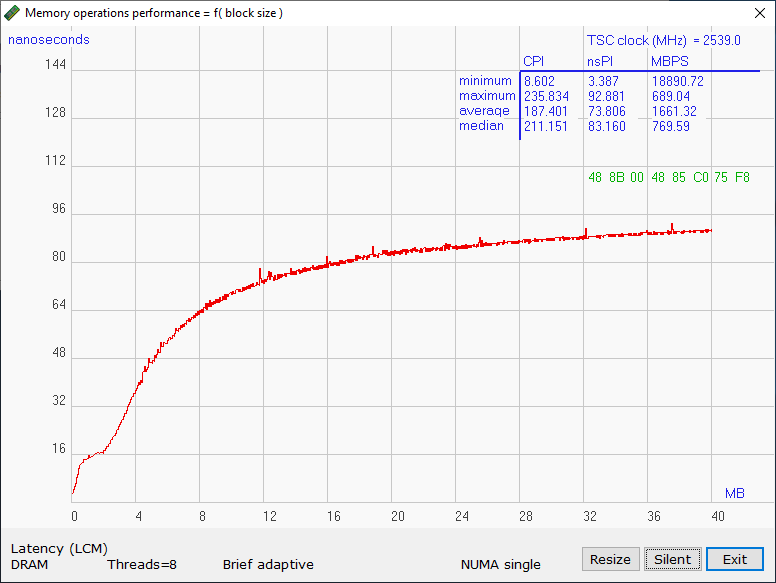 Memory operations performance = f( block size )
nanoseconds
TSC clock (MHz) = 2539.0
CPI nsPI MBPS
minimum 8.602 3.387 18890.72
maximum 235.834 92.881 689.04
average 187.401 73.806 1661.32
median 211.151 83.160 769.59
48 8B 00 48 85 C0 75 F8
144
128
112
96
80
64
48
32
16
MB
0 4 8 12 16 20 24 28 32 36 40
Latency (LCM)
DRAM Threads=8 Brief adaptive NUMA single
Resize Silent Exit